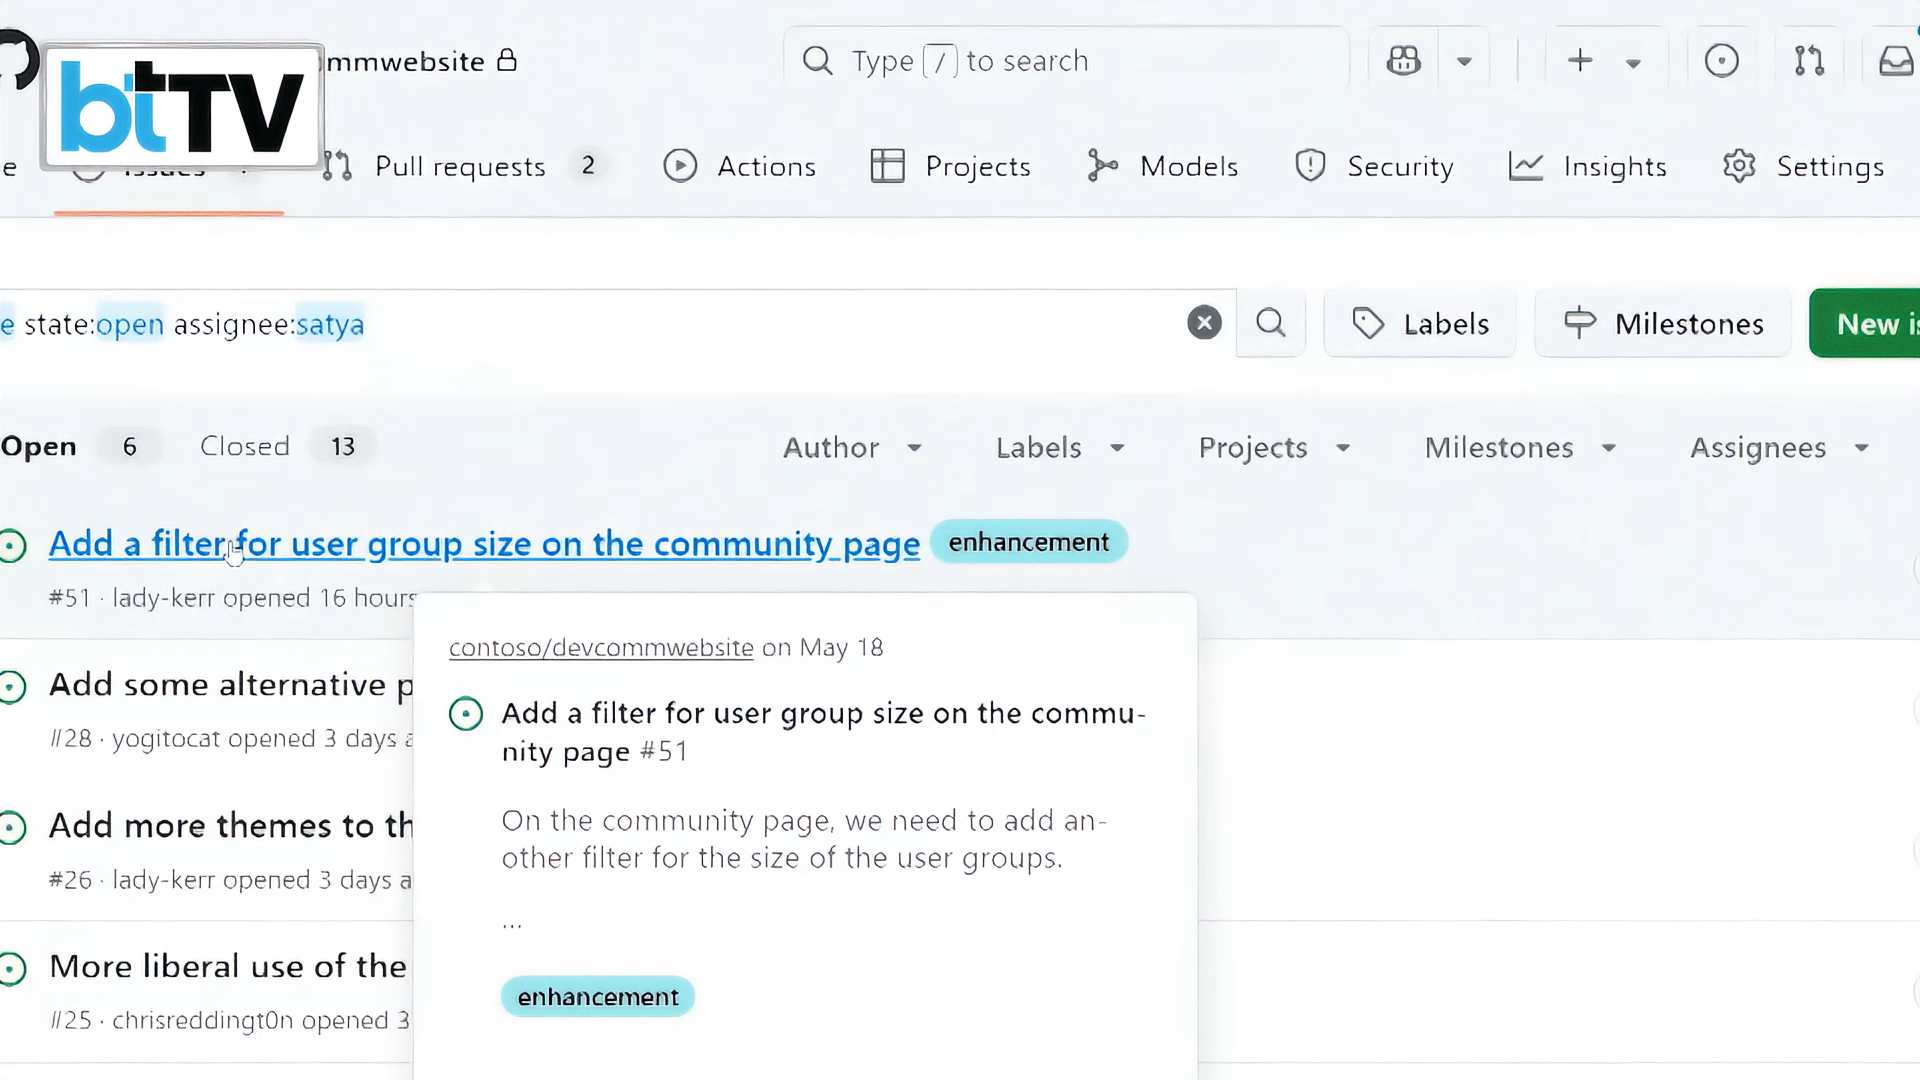 btTV
mmwebsite
Type / to search
e
Issues
Pull requests 2
Actions
Projects
Models
Security
Insights
Settings
e state:open assignee:satya
Labels
Milestones
New is
Open 6
Closed 13
Author
Labels
Projects
Milestones
Assignees
Add a filter for user group size on the community page enhancement
#51 · lady-kerr opened 16 hours
contoso/devcommwebsite on May 18
Add a filter for user group size on the commu-
nity page #51
On the community page, we need to add an-
other filter for the size of the user groups.
...
enhancement
Add some alternative p
#28 · yogitocat opened 3 days a
Add more themes to th
#26 · lady-kerr opened 3 days a
More liberal use of the
#25 · chrisreddingt0n opened 3